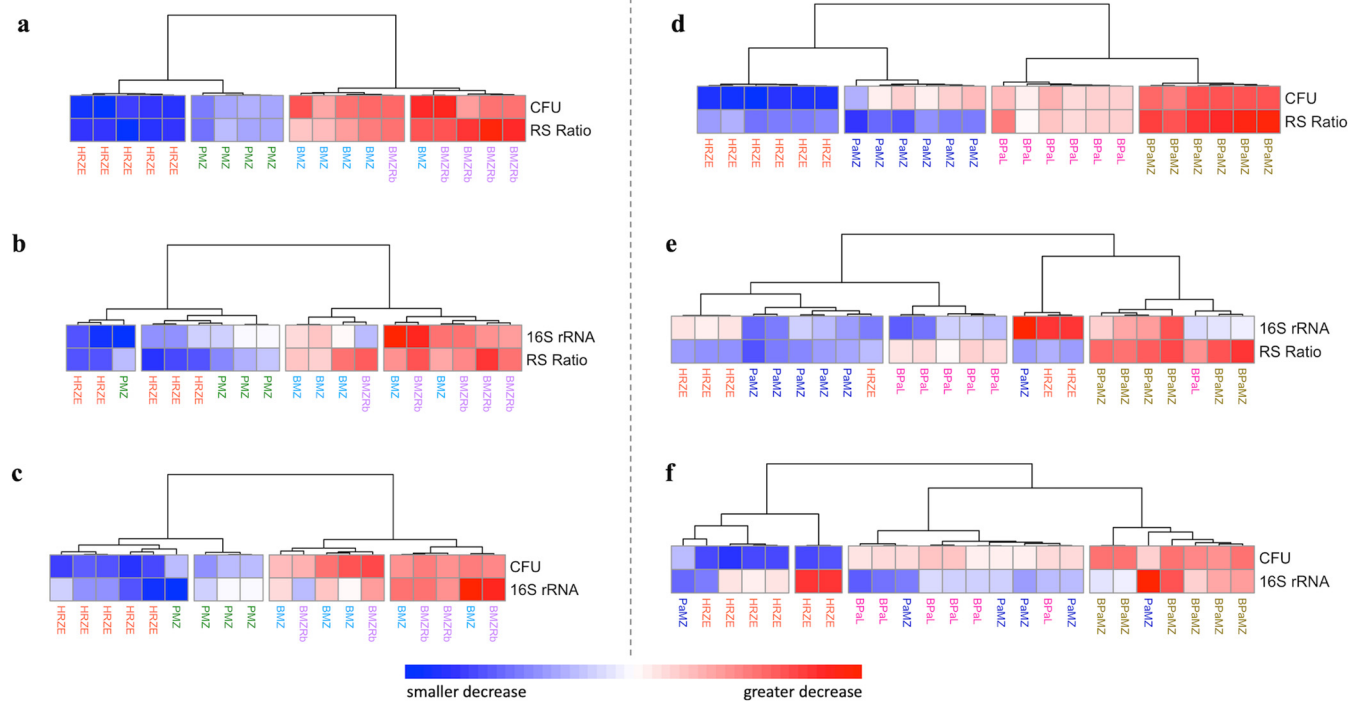 a
CFU
RS Ratio
HRZE HRZE HRZE HRZE HRZE PMZ PMZ PMZ PMZ BMZ BMZ BMZ BMZ BMZRb BMZ BMZRb BMZRb BMZRb BMZRb
b
16S rRNA
RS Ratio
HRZE HRZE PMZ HRZE HRZE HRZE PMZ PMZ PMZ BMZ BMZ BMZ BMZRb BMZ BMZRb BMZ BMZRb BMZRb BMZRb
c
CFU
16S rRNA
HRZE HRZE HRZE HRZE HRZE PMZ PMZ PMZ PMZ BMZ BMZRb BMZ BMZ BMZRb BMZ BMZRb BMZRb BMZ BMZRb
d
CFU
RS Ratio
HRZE HRZE HRZE HRZE HRZE HRZE PaMZ PaMZ PaMZ PaMZ PaMZ PaMZ BPaL BPaL BPaL BPaL BPaL BPaL BPaMZ BPaMZ BPaMZ BPaMZ BPaMZ BPaMZ
e
16S rRNA
RS Ratio
HRZE HRZE HRZE PaMZ PaMZ PaMZ PaMZ PaMZ HRZE BPaL BPaL BPaL BPaL BPaL PaMZ HRZE HRZE BPaMZ BPaMZ BPaMZ BPaMZ BPaL BPaMZ BPaMZ
f
CFU
16S rRNA
PaMZ HRZE HRZE HRZE HRZE HRZE HRZE BPaL BPaL PaMZ BPaL BPaL BPaL PaMZ PaMZ BPaL PaMZ BPaMZ BPaMZ PaMZ BPaMZ BPaMZ BPaMZ BPaMZ
smaller decrease
greater decrease